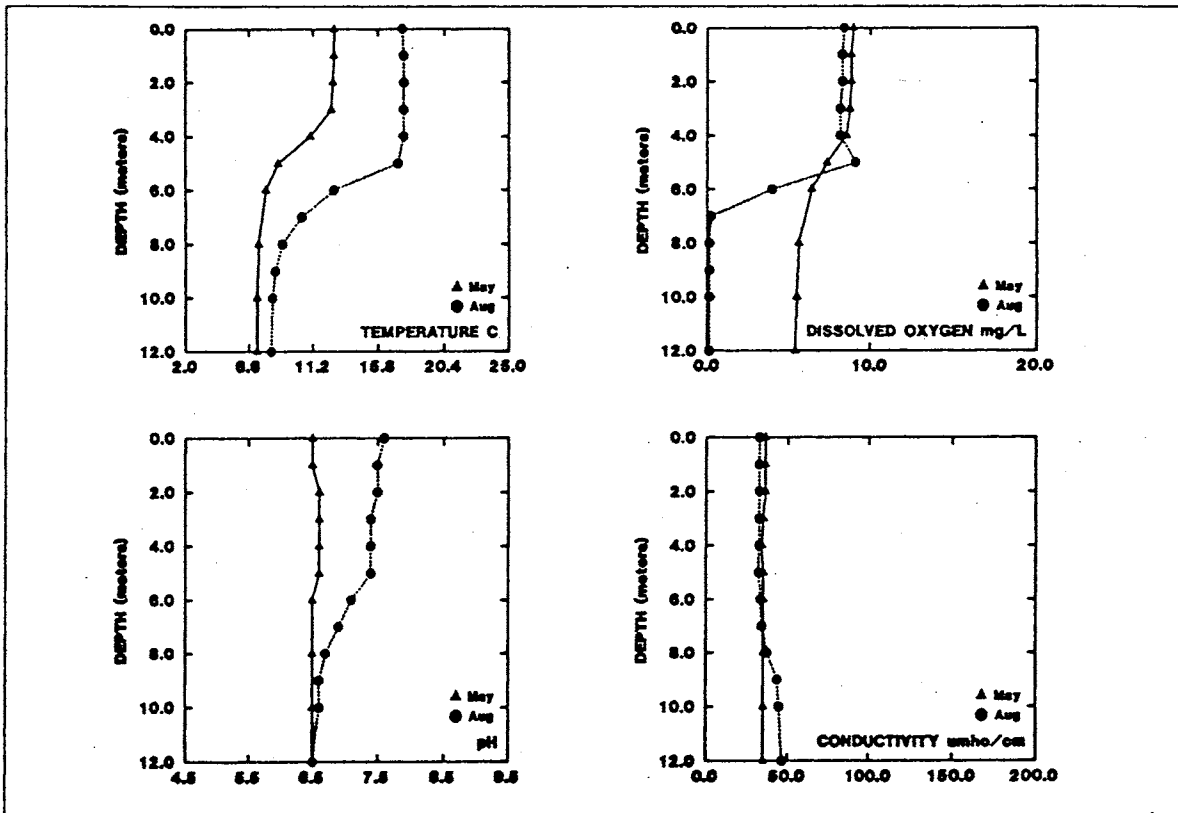 0.0
2.0
4.0
6.0
8.0
10.0
12.0
DEPTH (meters)
▲ May
● Aug
TEMPERATURE C
2.0 6.6 11.2 15.8 20.4 25.0
0.0
2.0
4.0
6.0
8.0
10.0
12.0
DEPTH (meters)
▲ May
● Aug
DISSOLVED OXYGEN mg/L
0.0 10.0 20.0
0.0
2.0
4.0
6.0
8.0
10.0
12.0
DEPTH (meters)
▲ May
● Aug
pH
4.5 5.5 6.5 7.5 8.5 9.5
0.0
2.0
4.0
6.0
8.0
10.0
12.0
DEPTH (meters)
▲ May
● Aug
CONDUCTIVITY umho/cm
0.0 50.0 100.0 150.0 200.0